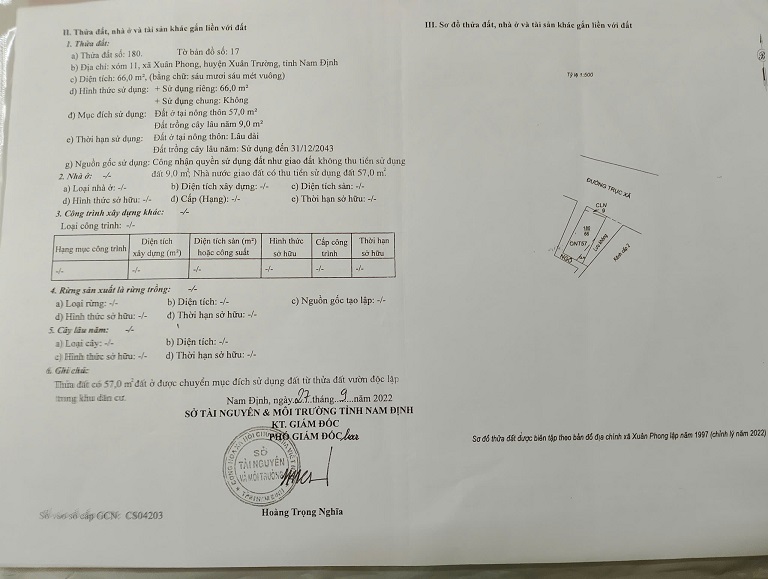 II. Thửa đất, nhà ở và tài sản khác gắn liền với đất
1. Thửa đất:
a) Thửa đất số: 180. Tờ bản đồ số: 17
b) Địa chỉ: xóm 11, xã Xuân Phong, huyện Xuân Trường, tỉnh Nam Định
c) Diện tích: 66,0 m², (bằng chữ: sáu mươi sáu mét vuông)
d) Hình thức sử dụng: + Sử dụng riêng: 66,0 m²
+ Sử dụng chung: Không
đ) Mục đích sử dụng: Đất ở tại nông thôn 57,0 m²
Đất trồng cây lâu năm 9,0 m²
e) Thời hạn sử dụng: Đất ở tại nông thôn: Lâu dài
Đất trồng cây lâu năm: Sử dụng đến 31/12/2043
g) Nguồn gốc sử dụng: Công nhận quyền sử dụng đất như giao đất không thu tiền sử dụng
đất 9,0 m², Nhà nước giao đất có thu tiền sử dụng đất 57,0 m²
2. Nhà ở: -/-
a) Loại nhà ở: -/- b) Diện tích xây dựng: -/- c) Diện tích sàn: -/-
d) Hình thức sở hữu: -/- đ) Cấp (Hạng): -/- e) Thời hạn sở hữu: -/-
3. Công trình xây dựng khác: -/-
Loại công trình: -/-
Hạng mục công trình | Diện tích xây dựng (m²) | Diện tích sàn (m²) hoặc công suất | Hình thức sở hữu | Cấp công trình | Thời hạn sở hữu
-/- | -/- | -/- | -/- | -/- | -/-
4. Rừng sản xuất là rừng trồng: -/-
a) Loại rừng: -/- b) Diện tích: -/- c) Nguồn gốc tạo lập: -/-
d) Hình thức sở hữu: -/- đ) Thời hạn sở hữu: -/-
5. Cây lâu năm: -/-
a) Loại cây: -/- b) Diện tích: -/-
c) Hình thức sở hữu: -/- d) Thời hạn sở hữu: -/-
6. Ghi chú:
Thửa đất có 57,0 m² đất ở được chuyển mục đích sử dụng đất từ thửa đất vườn độc lập
trong khu dân cư.
Nam Định, ngày 27 tháng 9 năm 2022
SỞ TÀI NGUYÊN & MÔI TRƯỜNG TỈNH NAM ĐỊNH
KT. GIÁM ĐỐC
PHÓ GIÁM ĐỐC
SỞ
TÀI NGUYÊN
VÀ MÔI TRƯỜNG
Hoàng Trọng Nghĩa
Số vào sổ cấp GCN: CS04203
III. Sơ đồ thửa đất, nhà ở và tài sản khác gắn liền với đất
Tỷ lệ 1:500
ĐƯỜNG TRỤC XÃ
CLN
9
180
66
ONT57
Lưu không
Kênh cấp 2
NGÕ
Sơ đồ thửa đất được biên tập theo bản đồ địa chính xã Xuân Phong lập năm 1997 (chỉnh lý năm 2022)